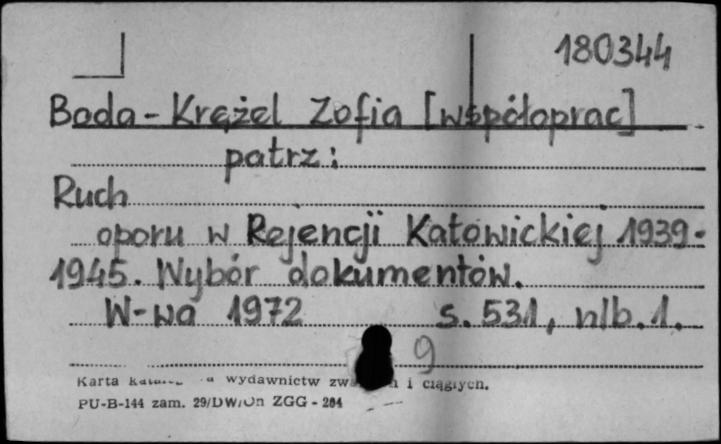 180344
Boda-Krężel Zofia [współoprac]
patrz:
Ruch
oporu w Rejencji Katowickiej 1939-
1945. Wybór dokumentów.
W-wa 1972 s. 531, nlb. 1.
9
Karta wydawnictw i ciągłych.
PU-B-144 zam. 29/DW/On ZGG - 204